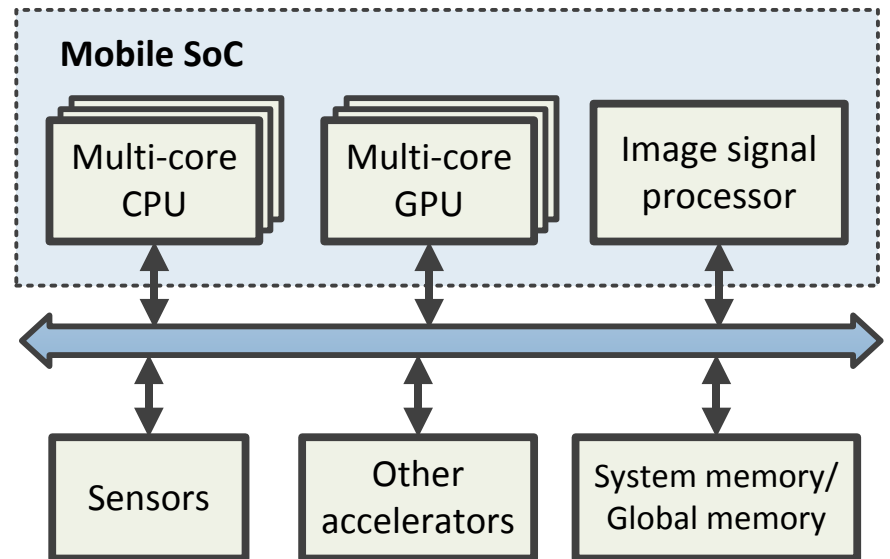 Mobile SoC
Multi-core
CPU
Multi-core
GPU
Image signal
processor
Sensors
Other
accelerators
System memory/
Global memory